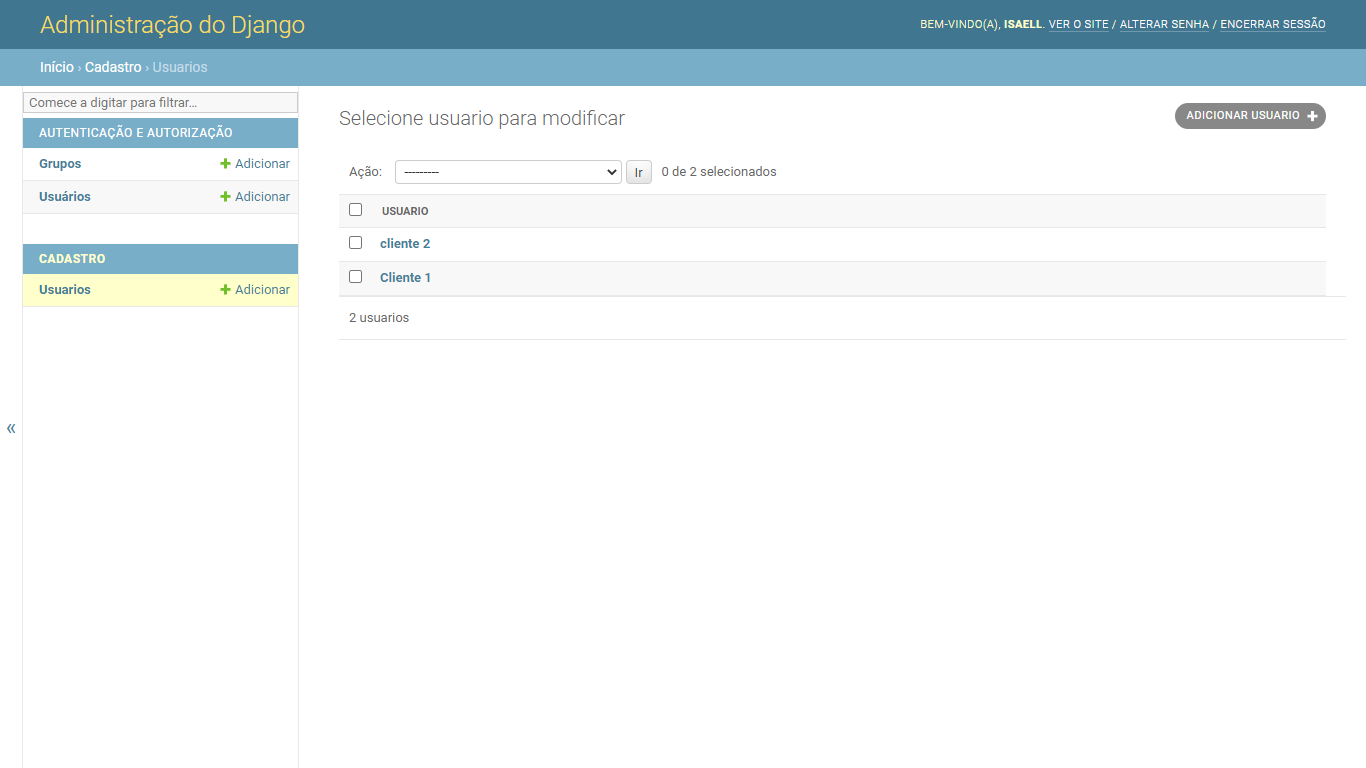 Administração do Django
BEM-VINDO(A), ISAELL. VER O SITE / ALTERAR SENHA / ENCERRAR SESSÃO
Início › Cadastro › Usuarios
Comece a digitar para filtrar...
AUTENTICAÇÃO E AUTORIZAÇÃO
Grupos + Adicionar
Usuários + Adicionar
CADASTRO
Usuarios + Adicionar
«
Selecione usuario para modificar
ADICIONAR USUARIO +
Ação: --------- Ir 0 de 2 selecionados
USUARIO
cliente 2
Cliente 1
2 usuarios